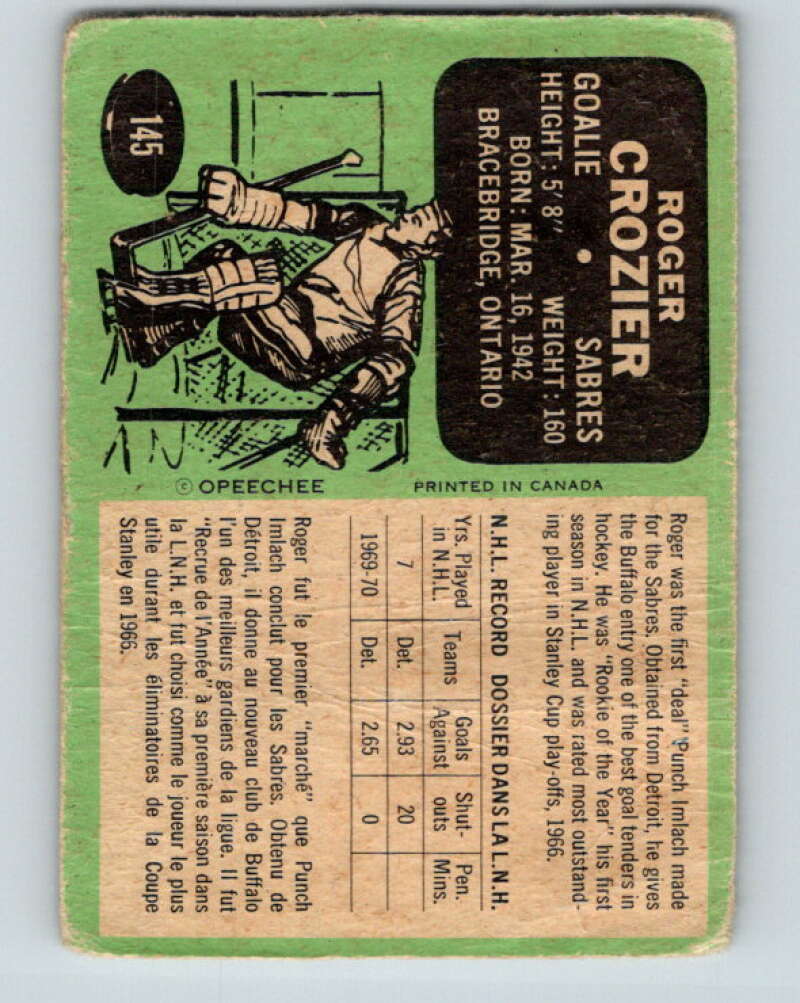 145
ROGER
CROZIER
GOALIE • SABRES
HEIGHT: 5'8" WEIGHT: 160
BORN: MAR. 16, 1942
BRACEBRIDGE, ONTARIO
© OPEECHEE PRINTED IN CANADA
Roger was the first "deal" Punch Imlach made
for the Sabres. Obtained from Detroit, he gives
the Buffalo entry one of the best goal tenders in
hockey. He was "Rookie of the Year" his first
season in N.H.L. and was rated most outstand-
ing player in Stanley Cup play-offs, 1966.
N.H.L. RECORD DOSSIER DANS LA L.N.H.
Yrs. Played in N.H.L. Teams Goals Against Shut-outs Pen. Mins.
7 Det. 2.93 20
1969-70 Det. 2.65 0
Roger fut le premier "marché" que Punch
Imlach conclut pour les Sabres. Obtenu de
Détroit, il donne au nouveau club de Buffalo
l'un des meilleurs gardiens de la ligue. Il fut
"Recrue de l'Année" à sa première saison dans
la L.N.H. et fut choisi comme le joueur le plus
utile durant les éliminatoires de la Coupe
Stanley en 1966.